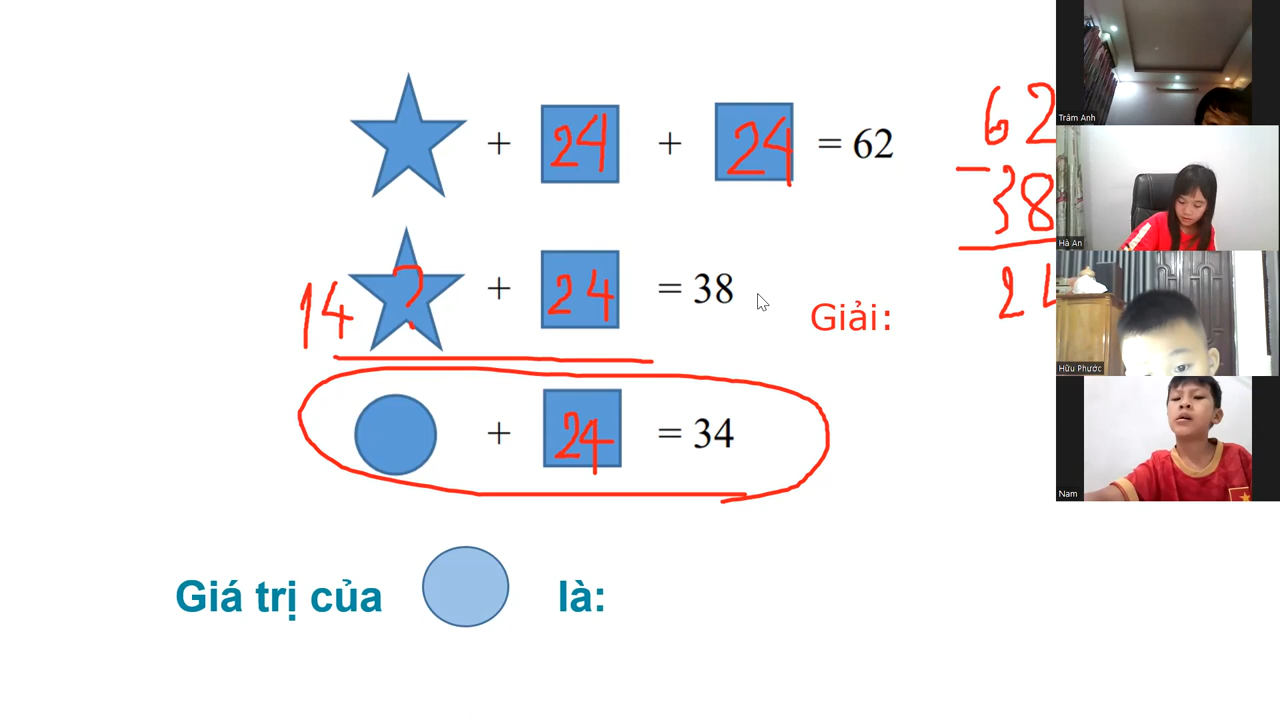 + 24 + 24 = 62
? + 24 = 38
14
+ 24 = 34
Giải:
62
- 38
24
Giá trị của là:
Trâm Anh
Hà An
Hữu Phước
Nam